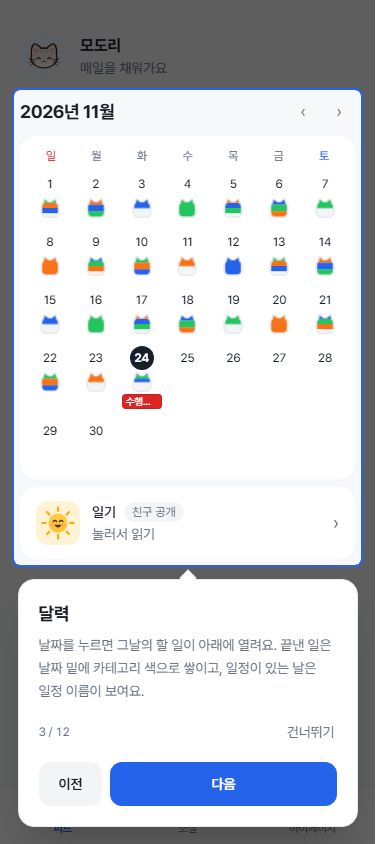 모도리
매일을 채워가요
2026년 11월
‹ ›
일 월 화 수 목 금 토
1 2 3 4 5 6 7
8 9 10 11 12 13 14
15 16 17 18 19 20 21
22 23 24 25 26 27 28
수행...
29 30
일기 친구 공개
눌러서 읽기
›
달력
날짜를 누르면 그날의 할 일이 아래에 열려요. 끝낸 일은
날짜 밑에 카테고리 색으로 쌓이고, 일정이 있는 날은
일정 이름이 보여요.
3 / 12 건너뛰기
이전 다음